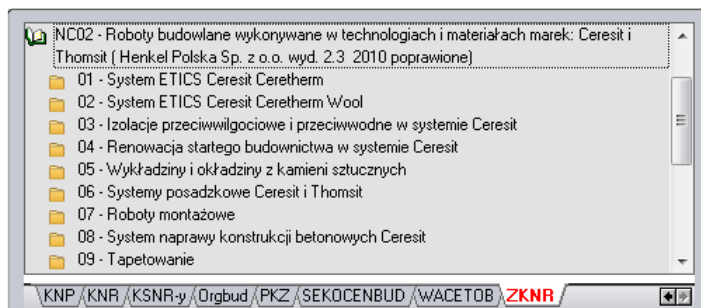 NC02 - Roboty budowlane wykonywane w technologiach i materiałach marek: Ceresit i
Thomsit ( Henkel Polska Sp. z o.o. wyd. 2.3 2010 poprawione)
01 - System ETICS Ceresit Ceretherm
02 - System ETICS Ceresit Ceretherm Wool
03 - Izolacje przeciwwilgociowe i przeciwwodne w systemie Ceresit
04 - Renowacja startego budownictwa w systemie Ceresit
05 - Wykładziny i okładziny z kamieni sztucznych
06 - Systemy posadzkowe Ceresit i Thomsit
07 - Roboty montażowe
08 - System naprawy konstrukcji betonowych Ceresit
09 - Tapetowanie
KNP KNR KSNR-y Orgbud PKZ SEKOCENBUD WACETOB ZKNR